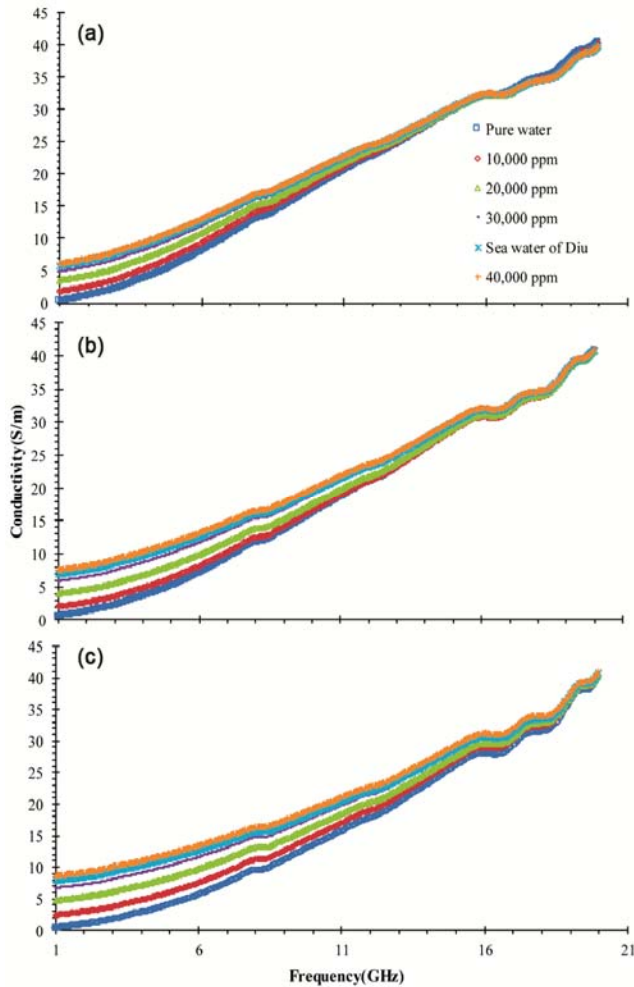 (a)
45
40
35
30
25
20
15
10
5
0
Pure water
10,000 ppm
20,000 ppm
30,000 ppm
Sea water of Diu
40,000 ppm
(b)
45
40
35
30
25
20
15
10
5
0
Conductivity(S/m)
(c)
45
40
35
30
25
20
15
10
5
0
1 6 11 16 21
Frequency(GHz)